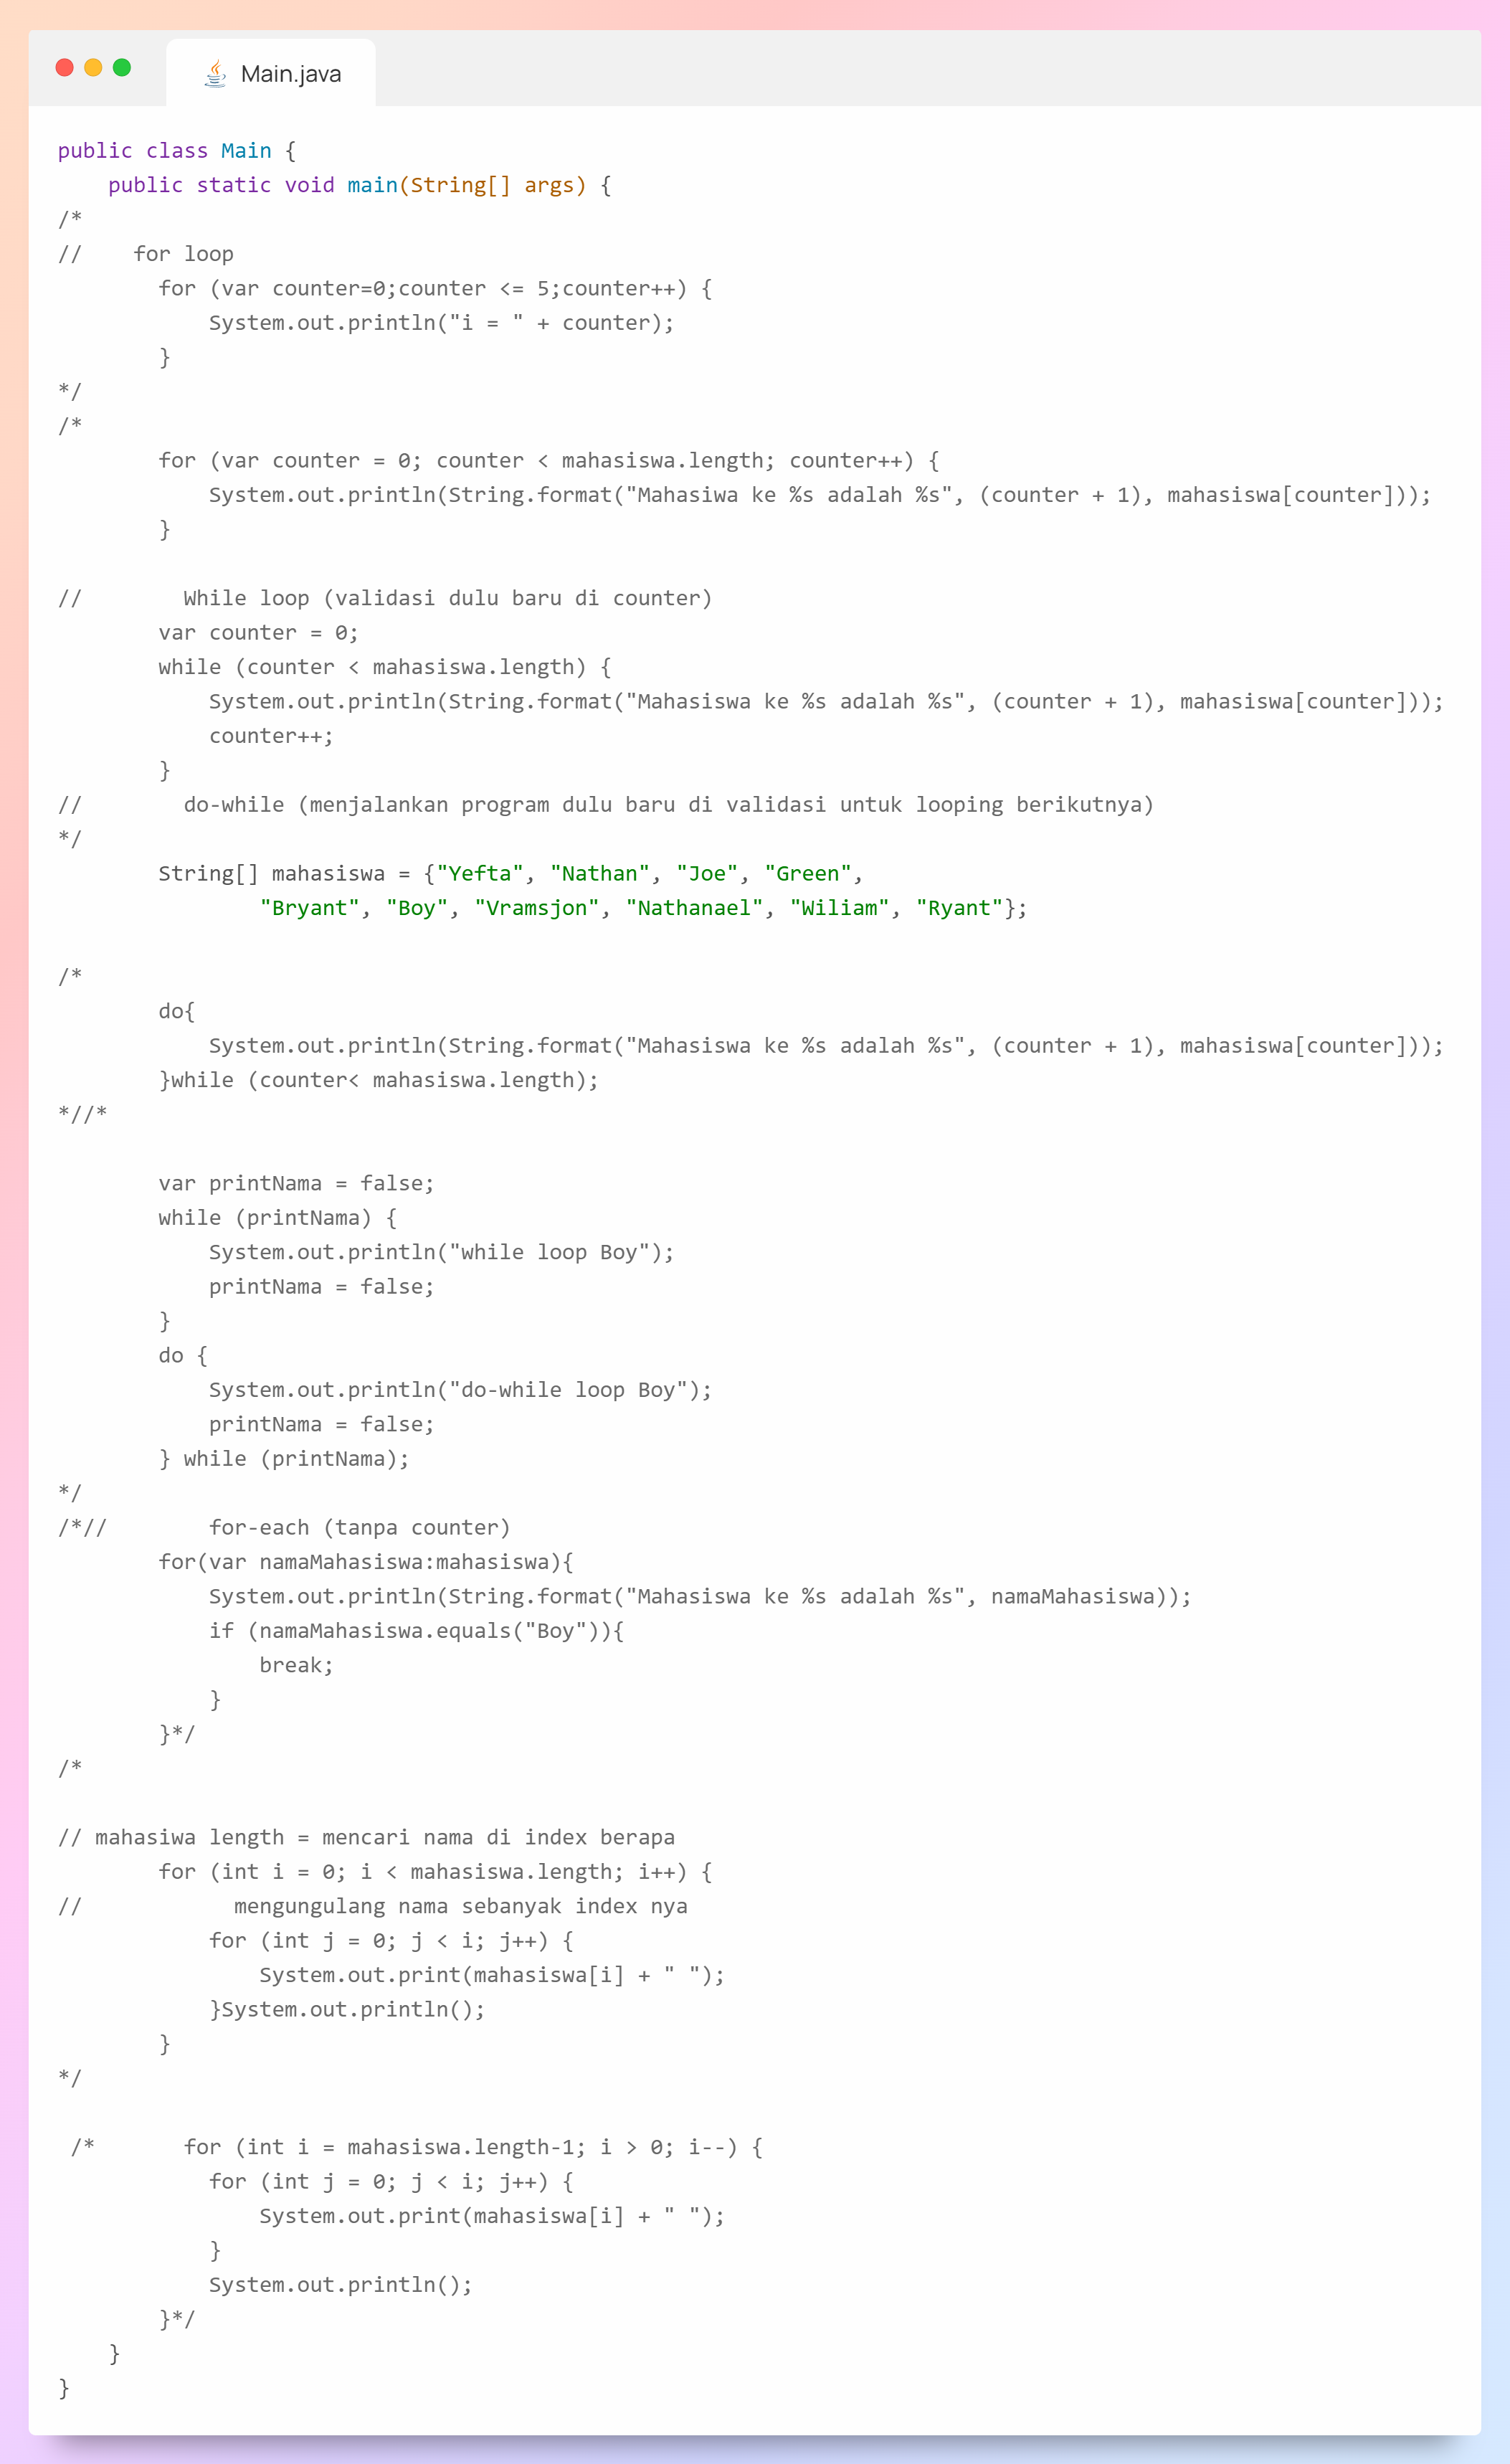 Main.java
public class Main {
    public static void main(String[] args) {
/*
//    for loop
        for (var counter=0;counter <= 5;counter++) {
            System.out.println("i = " + counter);
        }
*/
/*
        for (var counter = 0; counter < mahasiswa.length; counter++) {
            System.out.println(String.format("Mahasiwa ke %s adalah %s", (counter + 1), mahasiswa[counter]));
        }

//        While loop (validasi dulu baru di counter)
        var counter = 0;
        while (counter < mahasiswa.length) {
            System.out.println(String.format("Mahasiswa ke %s adalah %s", (counter + 1), mahasiswa[counter]));
            counter++;
        }
//        do-while (menjalankan program dulu baru di validasi untuk looping berikutnya)
*/
        String[] mahasiswa = {"Yefta", "Nathan", "Joe", "Green",
                "Bryant", "Boy", "Vramsjon", "Nathanael", "Wiliam", "Ryant"};

/*
        do{
            System.out.println(String.format("Mahasiswa ke %s adalah %s", (counter + 1), mahasiswa[counter]));
        }while (counter< mahasiswa.length);
*//*

        var printNama = false;
        while (printNama) {
            System.out.println("while loop Boy");
            printNama = false;
        }
        do {
            System.out.println("do-while loop Boy");
            printNama = false;
        } while (printNama);
*/
/*//        for-each (tanpa counter)
        for(var namaMahasiswa:mahasiswa){
            System.out.println(String.format("Mahasiswa ke %s adalah %s", namaMahasiswa));
            if (namaMahasiswa.equals("Boy")){
                break;
            }
        }*/
/*

// mahasiwa length = mencari nama di index berapa
        for (int i = 0; i < mahasiswa.length; i++) {
//            mengungulang nama sebanyak index nya
            for (int j = 0; j < i; j++) {
                System.out.print(mahasiswa[i] + " ");
            }System.out.println();
        }
*/

 /*       for (int i = mahasiswa.length-1; i > 0; i--) {
            for (int j = 0; j < i; j++) {
                System.out.print(mahasiswa[i] + " ");
            }
            System.out.println();
        }*/
    }
}